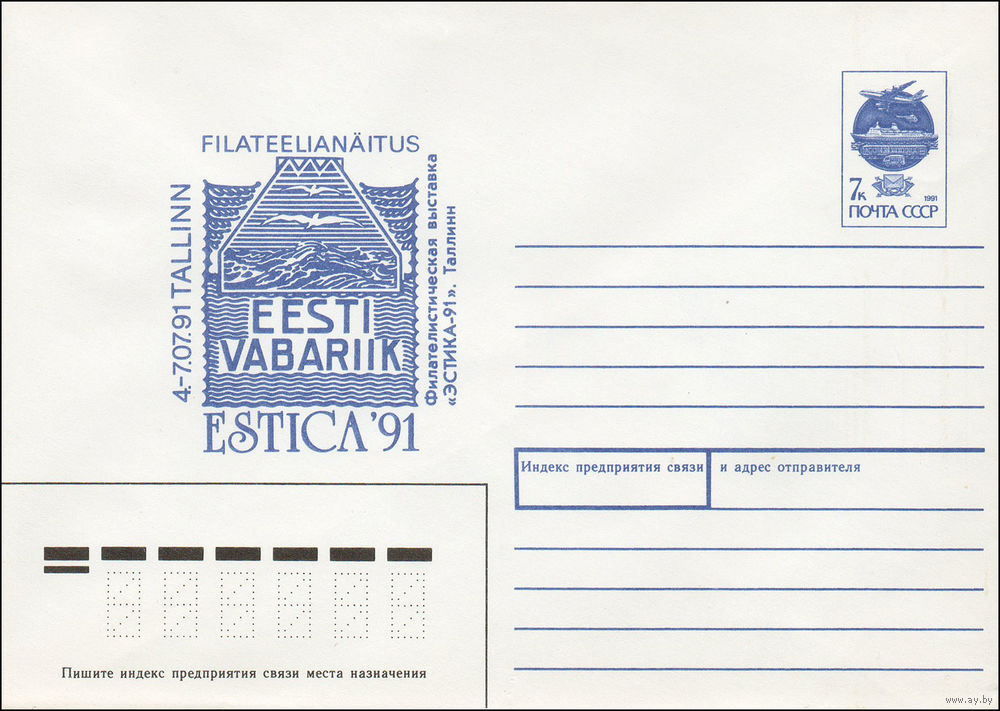 FILATEELIANÄITUS
4.–7.07.91 TALLINN
EESTI
VABARIIK
ESTICA '91
Филателистическая выставка
«ЭСТИКА-91». Таллинн
7к
1991
ПОЧТА СССР
Индекс предприятия связи
и адрес отправителя
Пишите индекс предприятия связи места назначения
www.ay.by